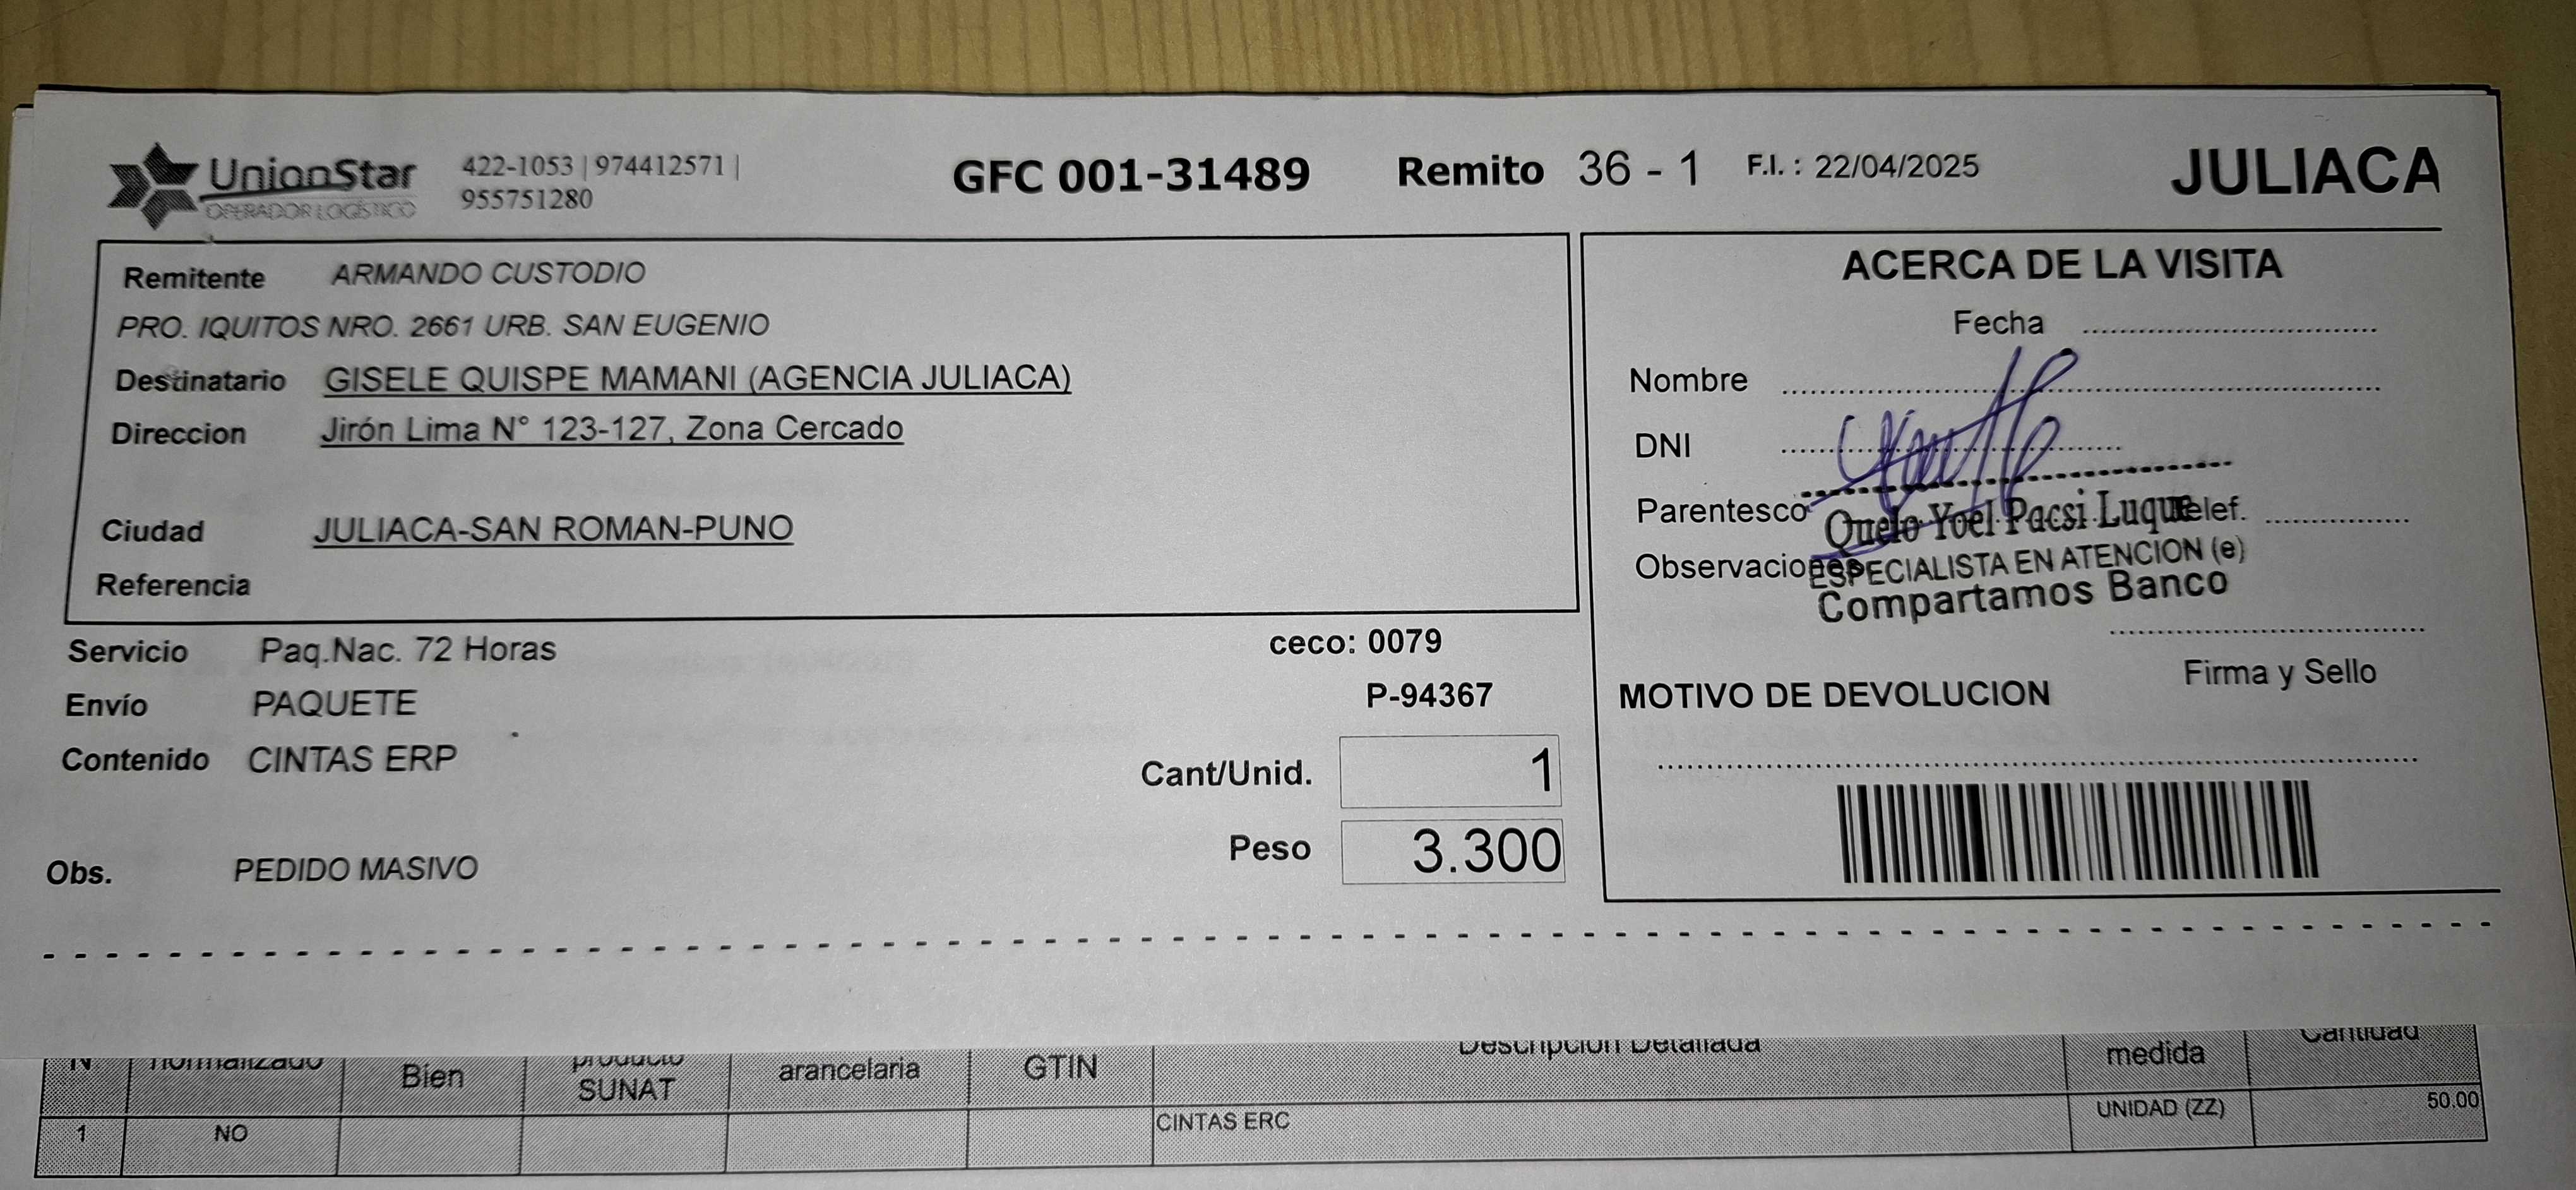 UnionStar
OPERADOR LOGÍSTICO
422-1053 | 974412571 |
955751280
GFC 001-31489 Remito 36 - 1 F.I. : 22/04/2025 JULIACA
Remitente ARMANDO CUSTODIO
PRO. IQUITOS NRO. 2661 URB. SAN EUGENIO
Destinatario GISELE QUISPE MAMANI (AGENCIA JULIACA)
Direccion Jirón Lima N° 123-127, Zona Cercado
Ciudad JULIACA-SAN ROMAN-PUNO
Referencia
Servicio Paq.Nac. 72 Horas ceco: 0079
Envío PAQUETE P-94367
Contenido CINTAS ERP
Cant/Unid. 1
Peso 3.300
Obs. PEDIDO MASIVO
ACERCA DE LA VISITA
Fecha
Nombre
DNI
Parentesco Telef.
Quelo Yoel Pacsi Luque
Observaciones
ESPECIALISTA EN ATENCION (e)
Compartamos Banco
Firma y Sello
MOTIVO DE DEVOLUCION
N° normalizado Bien producto SUNAT arancelaria GTIN Descripción Detallada medida Cantidad
1 NO CINTAS ERC UNIDAD (ZZ) 50.00